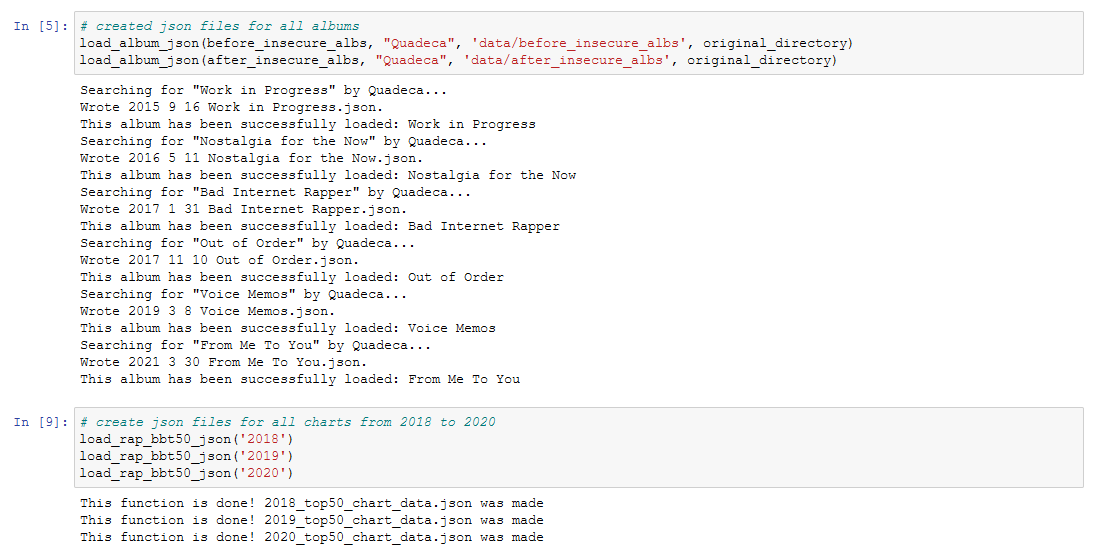 In [5]: # created json files for all albums
load_album_json(before_insecure_albs, "Quadeca", 'data/before_insecure_albs', original_directory)
load_album_json(after_insecure_albs, "Quadeca", 'data/after_insecure_albs', original_directory)
Searching for "Work in Progress" by Quadeca...
Wrote 2015 9 16 Work in Progress.json.
This album has been successfully loaded: Work in Progress
Searching for "Nostalgia for the Now" by Quadeca...
Wrote 2016 5 11 Nostalgia for the Now.json.
This album has been successfully loaded: Nostalgia for the Now
Searching for "Bad Internet Rapper" by Quadeca...
Wrote 2017 1 31 Bad Internet Rapper.json.
This album has been successfully loaded: Bad Internet Rapper
Searching for "Out of Order" by Quadeca...
Wrote 2017 11 10 Out of Order.json.
This album has been successfully loaded: Out of Order
Searching for "Voice Memos" by Quadeca...
Wrote 2019 3 8 Voice Memos.json.
This album has been successfully loaded: Voice Memos
Searching for "From Me To You" by Quadeca...
Wrote 2021 3 30 From Me To You.json.
This album has been successfully loaded: From Me To You
In [9]: # create json files for all charts from 2018 to 2020
load_rap_bbt50_json('2018')
load_rap_bbt50_json('2019')
load_rap_bbt50_json('2020')
This function is done! 2018_top50_chart_data.json was made
This function is done! 2019_top50_chart_data.json was made
This function is done! 2020_top50_chart_data.json was made